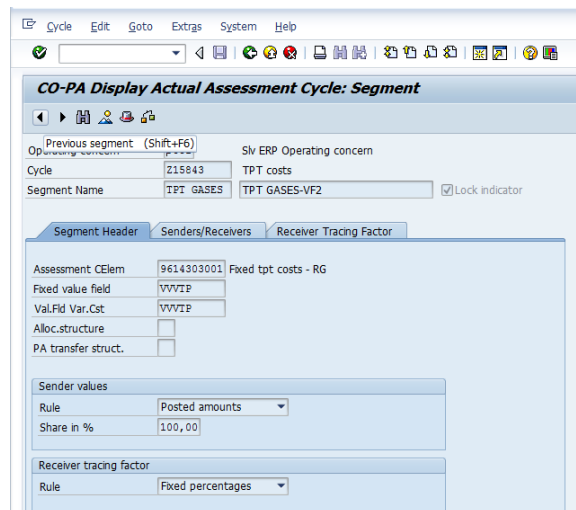 Cycle Edit Goto Extras System Help
CO-PA Display Actual Assessment Cycle: Segment
Previous segment (Shift+F6)
Slv ERP Operating concern
Cycle Z15843 TPT costs
Segment Name TPT GASES TPT GASES-VF2 Lock indicator
Segment Header Senders/Receivers Receiver Tracing Factor
Assessment CElem 9614303001 Fixed tpt costs - RG
Fixed value field VVVTP
Val.Fld Var.Cst VVVTP
Alloc.structure
PA transfer struct.
Sender values
Rule Posted amounts
Share in % 100,00
Receiver tracing factor
Rule Fixed percentages